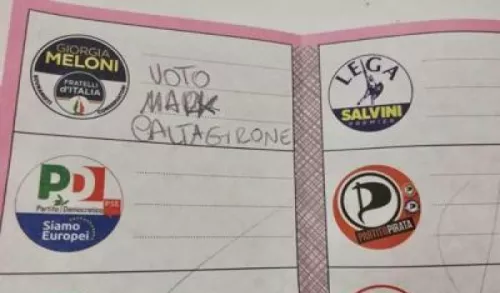 GIORGIA
MELONI
FRATELLI
d'ITALIA
VOTO
MARK
CALTAGIRONE
LEGA
SALVINI
PREMIER
PD
PSE
Partito Democratico
Siamo
Europei
PARTITO PIRATA